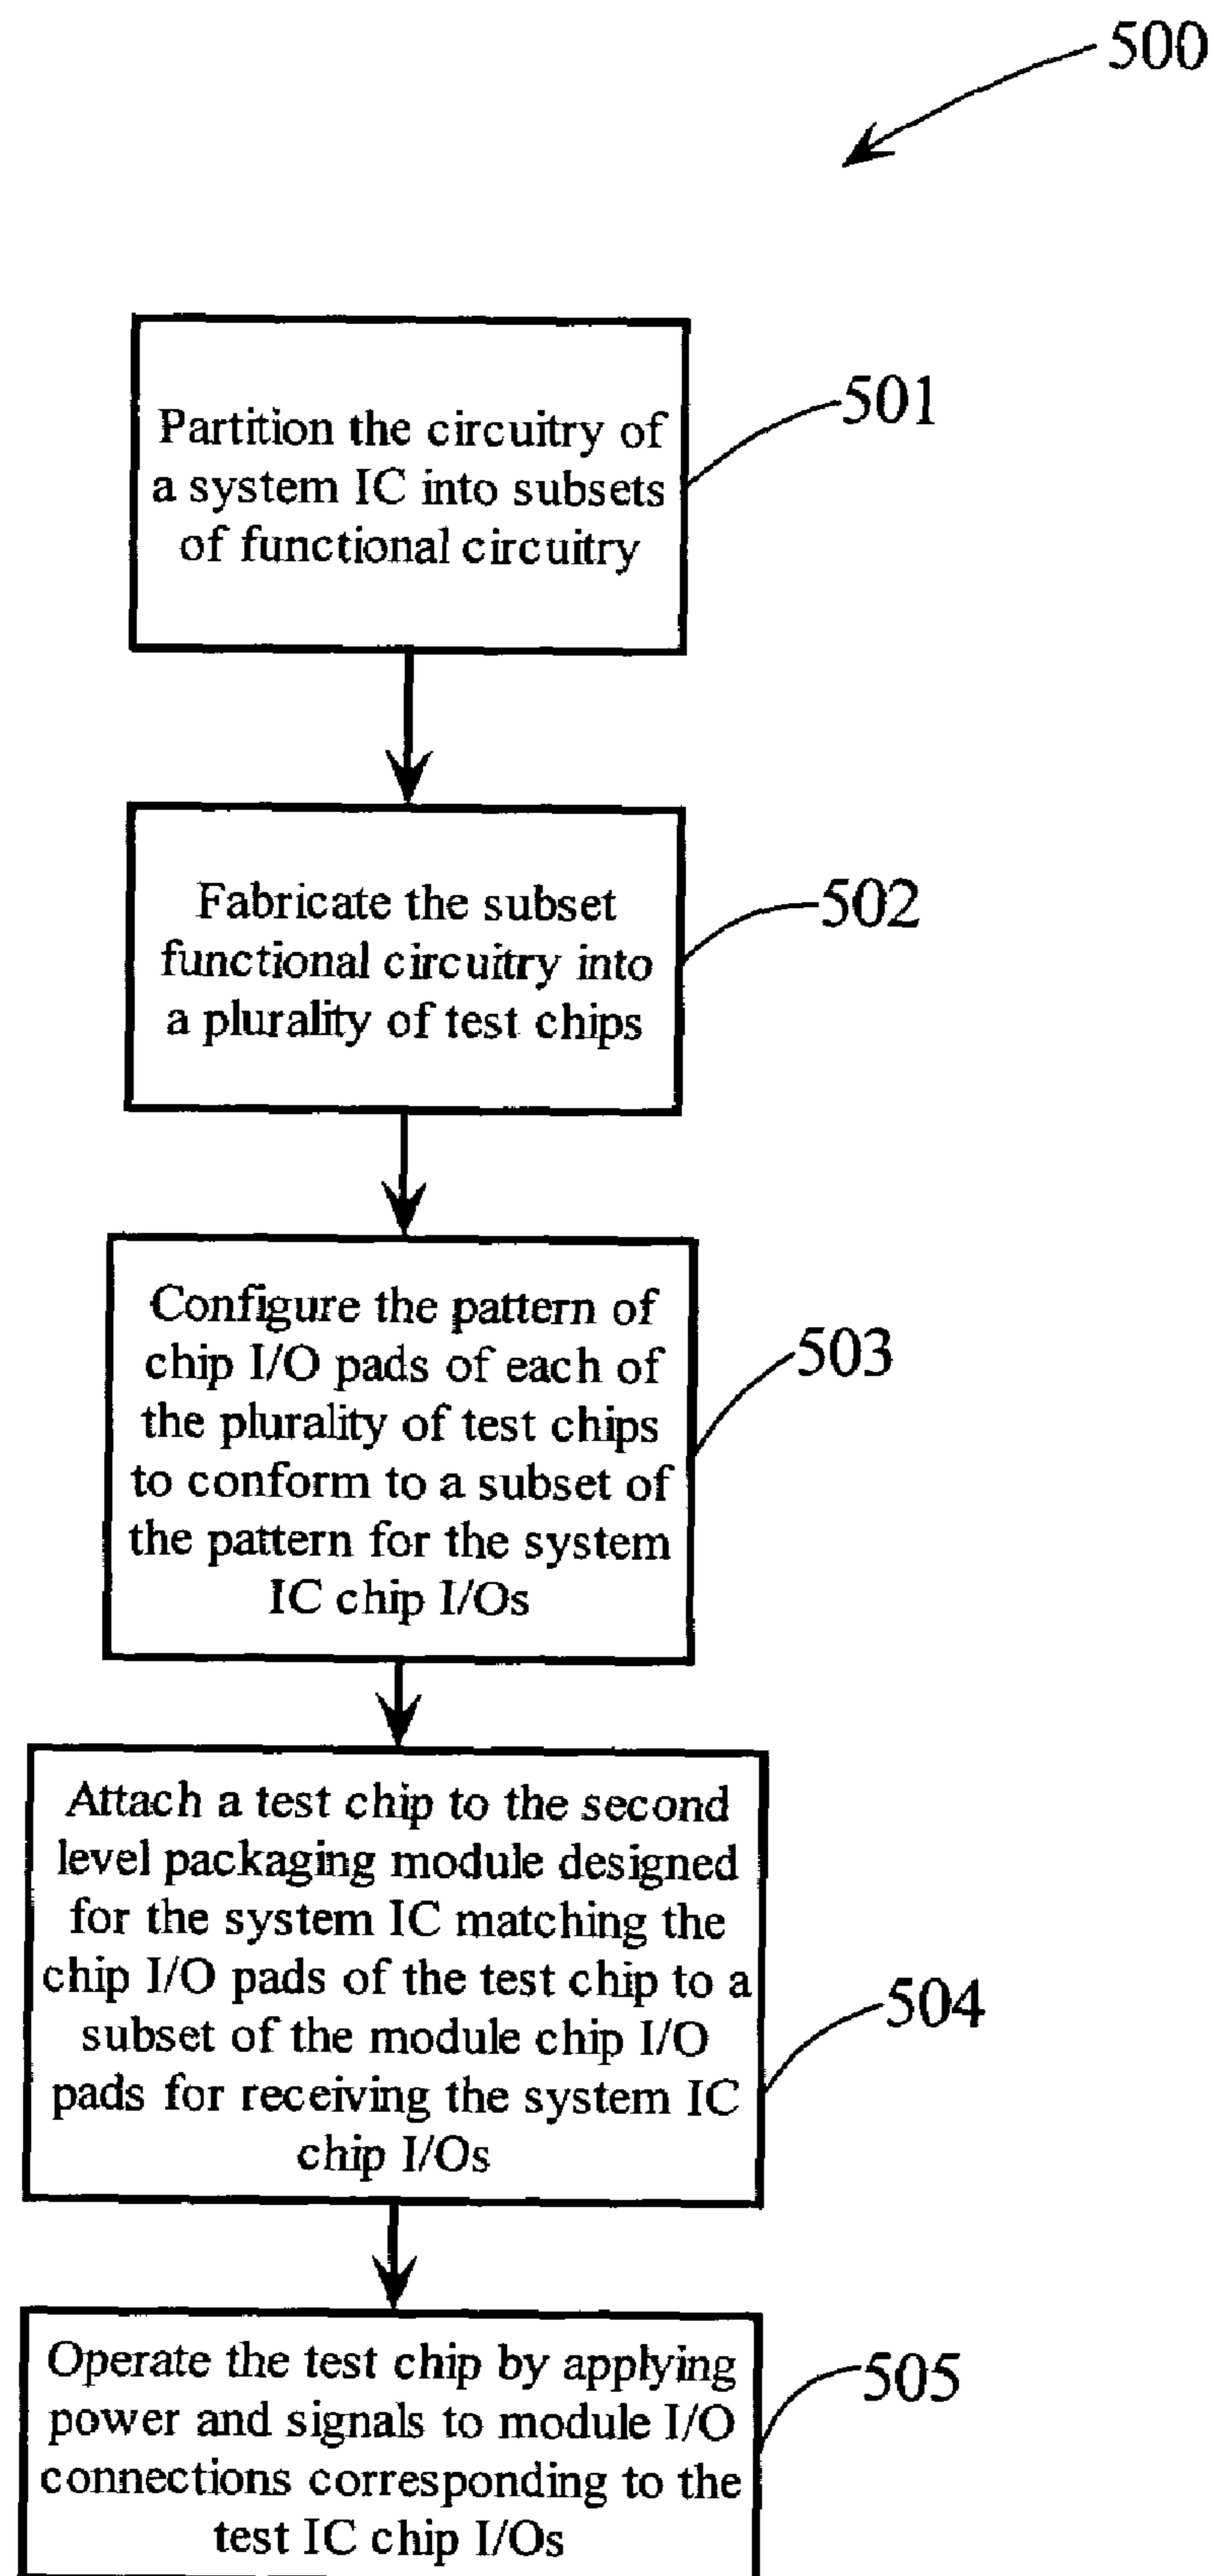 500
Partition the circuitry of
a system IC into subsets
of functional circuitry
501
Fabricate the subset
functional circuitry into
a plurality of test chips
502
Configure the pattern of
chip I/O pads of each of
the plurality of test chips
to conform to a subset of
the pattern for the system
IC chip I/Os
503
Attach a test chip to the second
level packaging module designed
for the system IC matching the
chip I/O pads of the test chip to a
subset of the module chip I/O
pads for receiving the system IC
chip I/Os
504
Operate the test chip by applying
power and signals to module I/O
connections corresponding to the
test IC chip I/Os
505